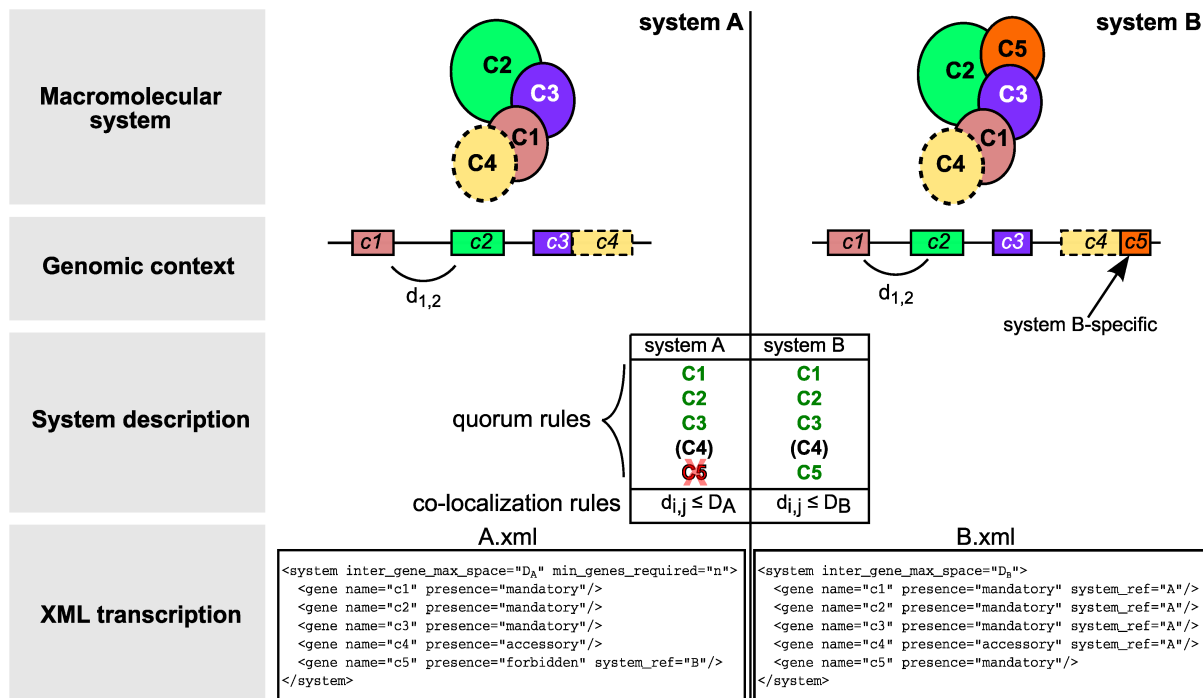 system A
system B
Macromolecular
system
C2
C3
C1
C4
C5
C2
C3
C1
C4
Genomic context
c1
c2
c3
c4
d1,2
c1
c2
c3
c4
c5
d1,2
system B-specific
System description
system A
system B
quorum rules
C1
C1
C2
C2
C3
C3
(C4)
(C4)
C5
X
C5
co-localization rules
di,j ≤ DA
di,j ≤ DB
XML transcription
A.xml
<system inter_gene_max_space="DA" min_genes_required="n">
<gene name="c1" presence="mandatory"/>
<gene name="c2" presence="mandatory"/>
<gene name="c3" presence="mandatory"/>
<gene name="c4" presence="accessory"/>
<gene name="c5" presence="forbidden" system_ref="B"/>
</system>
B.xml
<system inter_gene_max_space="DB">
<gene name="c1" presence="mandatory" system_ref="A"/>
<gene name="c2" presence="mandatory" system_ref="A"/>
<gene name="c3" presence="mandatory" system_ref="A"/>
<gene name="c4" presence="accessory" system_ref="A"/>
<gene name="c5" presence="mandatory"/>
</system>